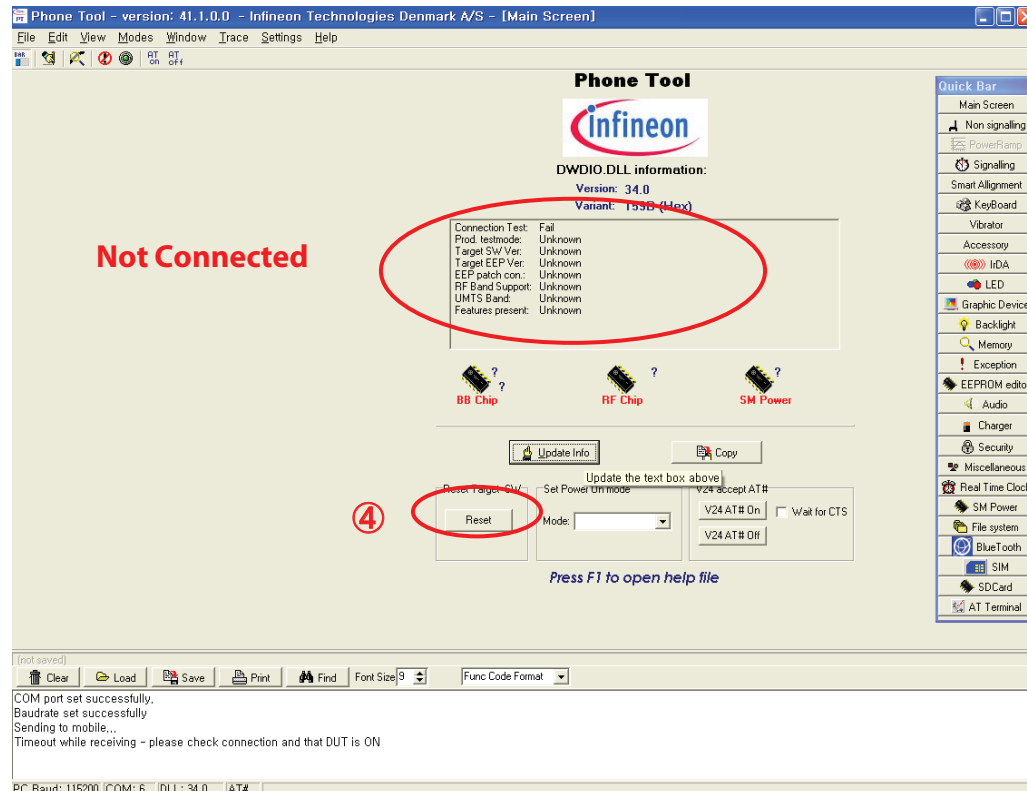 Phone Tool - version: 41.1.0.0 - Infineon Technologies Denmark A/S - [Main Screen]
File Edit View Modes Window Trace Settings Help
BAR AT on AT off
Phone Tool
infineon
DWDIO.DLL information:
Version: 34.0
Variant: 159B (Hex)
Not Connected
Connection Test: Fail
Prod. testmode: Unknown
Target SW Ver: Unknown
Target EEP Ver: Unknown
EEP patch con.: Unknown
RF Band Support: Unknown
UMTS Band: Unknown
Features present: Unknown
? ? ? ?
BB Chip RF Chip SM Power
Update Info Copy
Update the text box above
Reset Target SW Set Power On mode V24 accept AT#
④ Reset Mode: V24 AT# On Wait for CTS
V24 AT# Off
Press F1 to open help file
Quick Bar
Main Screen
Non signalling
PowerRamp
Signalling
Smart Allignment
KeyBoard
Vibrator
Accessory
IrDA
LED
Graphic Device
Backlight
Memory
Exception
EEPROM edito
Audio
Charger
Security
Miscellaneous
Real Time Clock
SM Power
File system
BlueTooth
SIM
SDCard
AT Terminal
(not saved)
Clear Load Save Print Find Font Size 9 Func Code Format
COM port set successfully,
Baudrate set successfully
Sending to mobile,,,
Timeout while receiving - please check connection and that DUT is ON
PC Baud: 115200 COM: 6 DLL: 34.0 AT#